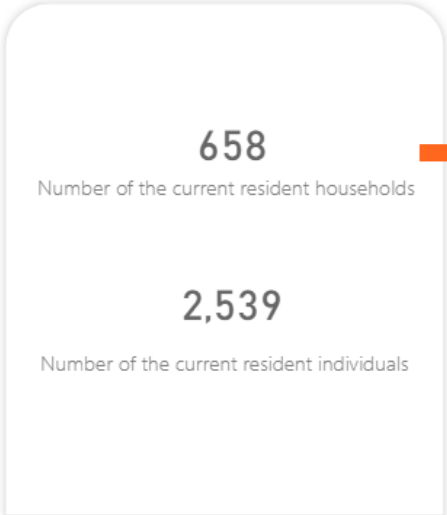 658
Number of the current resident households
2,539
Number of the current resident individuals